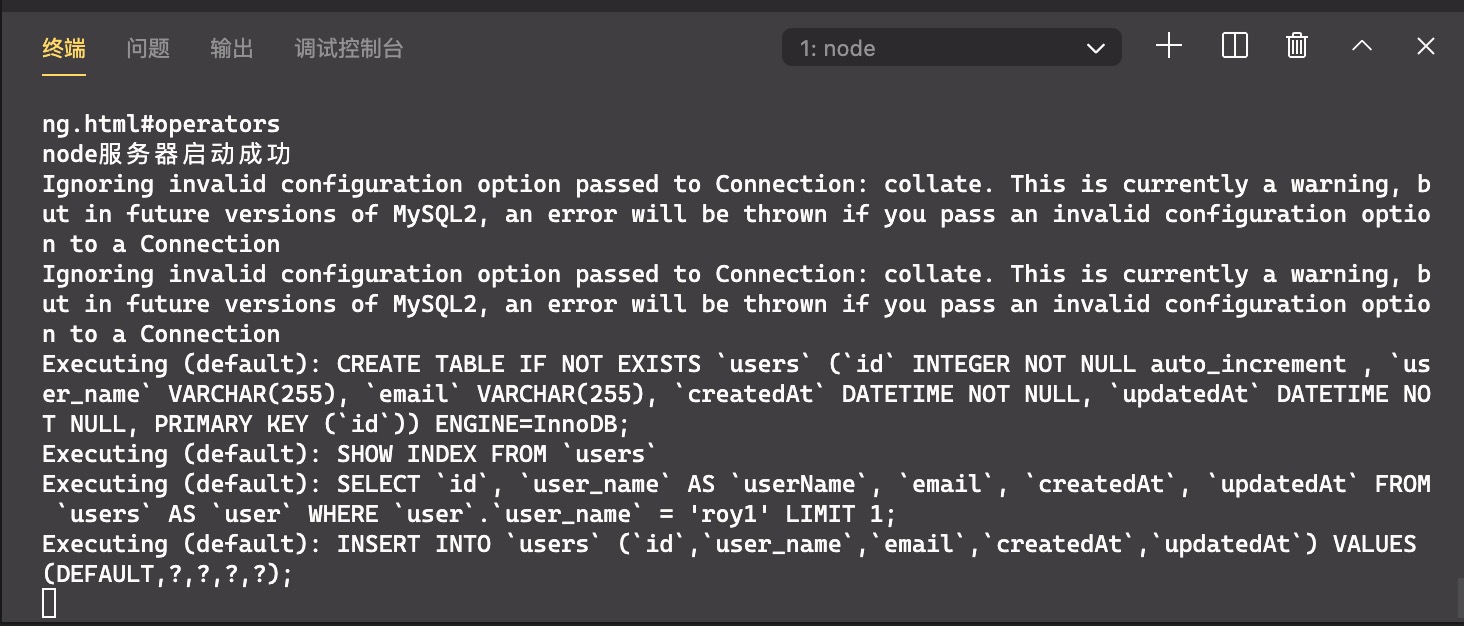 终端 问题 输出 调试控制台 1: node
ng.html#operators
node服务器启动成功
Ignoring invalid configuration option passed to Connection: collate. This is currently a warning, b
ut in future versions of MySQL2, an error will be thrown if you pass an invalid configuration optio
n to a Connection
Ignoring invalid configuration option passed to Connection: collate. This is currently a warning, b
ut in future versions of MySQL2, an error will be thrown if you pass an invalid configuration optio
n to a Connection
Executing (default): CREATE TABLE IF NOT EXISTS `users` (`id` INTEGER NOT NULL auto_increment , `us
er_name` VARCHAR(255), `email` VARCHAR(255), `createdAt` DATETIME NOT NULL, `updatedAt` DATETIME NO
T NULL, PRIMARY KEY (`id`)) ENGINE=InnoDB;
Executing (default): SHOW INDEX FROM `users`
Executing (default): SELECT `id`, `user_name` AS `userName`, `email`, `createdAt`, `updatedAt` FROM
 `users` AS `user` WHERE `user`.`user_name` = 'roy1' LIMIT 1;
Executing (default): INSERT INTO `users` (`id`,`user_name`,`email`,`createdAt`,`updatedAt`) VALUES
(DEFAULT,?,?,?,?);